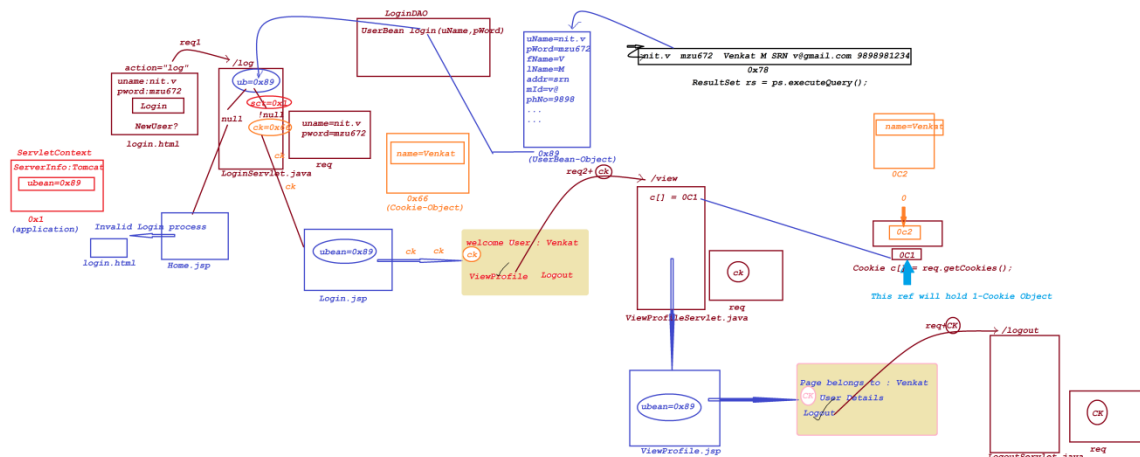 req1
action="log"
uname:nit.v
pword:mzu672
Login
NewUser?
login.html
/log
ub=0x89
sct=0x1
null
!null
ck=0x66
ck
ck
LoginServlet.java
uname=nit.v
pword=mzu672
req
LoginDAO
UserBean login(uName,pWord)
uName=nit.v
pWord=mzu672
fName=V
lName=M
addr=srn
mId=v@
phNo=9898
...
...
0x89
(UserBean-Object)
nit.v mzu672 Venkat M SRN v@gmail.com 9898981234
0x78
ResultSet rs = ps.executeQuery();
ServletContext
ServerInfo:Tomcat
ubean=0x89
0x1
(application)
Invalid Login process
login.html
Home.jsp
name=Venkat
0x66
(Cookie-Object)
ubean=0x89
Login.jsp
ck ck
welcome User : Venkat
ck
ViewProfile Logout
req2+ ck
/view
c[] = 0C1
ViewProfileServlet.java
ck
req
name=Venkat
0C2
0
0c2
0C1
Cookie c[] = req.getCookies();
This ref will hold 1-Cookie Object
ubean=0x89
ViewProfile.jsp
Page belongs to : Venkat
CK User Details
Logout
req+CK
/logout
LogoutServlet.java
CK
req